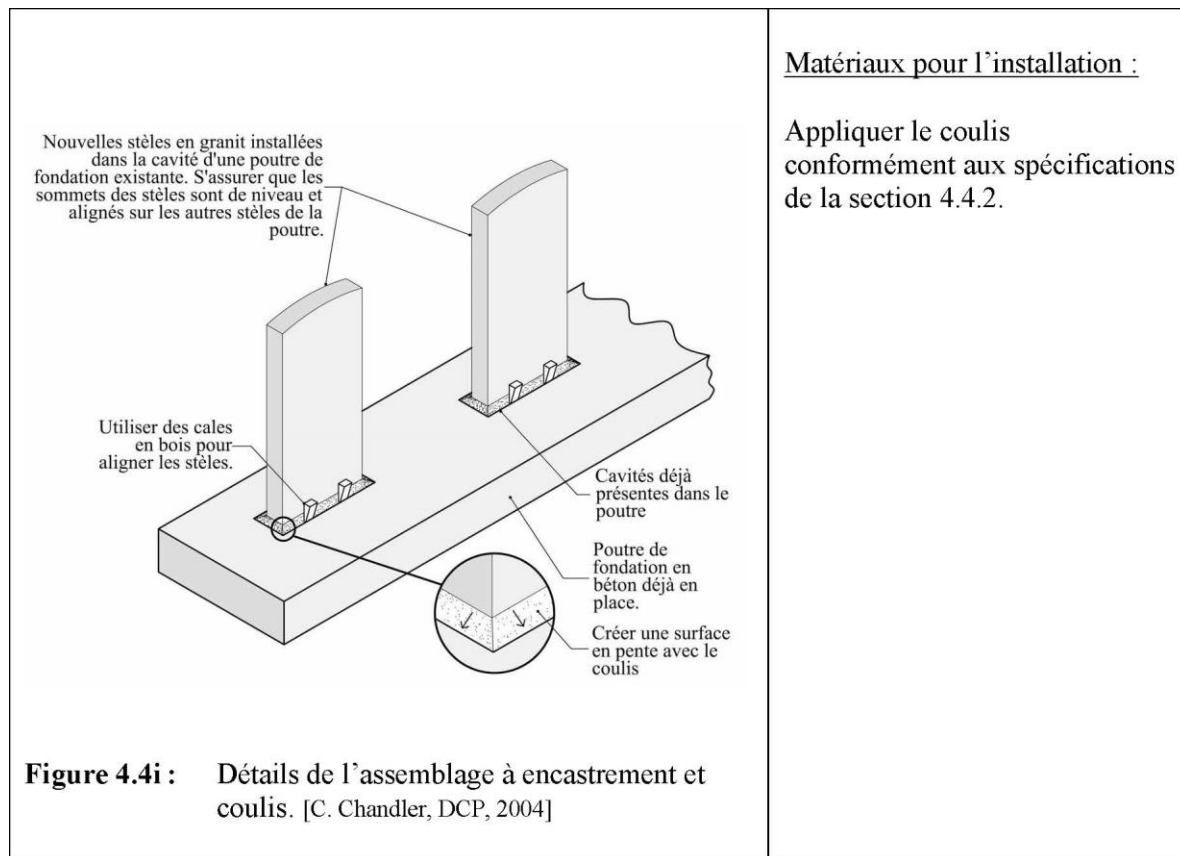 Nouvelles stèles en granit installées
dans la cavité d'une poutre de
fondation existante. S'assurer que les
sommets des stèles sont de niveau et
alignés sur les autres stèles de la
poutre.
Utiliser des cales
en bois pour
aligner les stèles.
Cavités déjà
présentes dans le
poutre
Poutre de
fondation en
béton déjà en
place.
Créer une surface
en pente avec le
coulis
Figure 4.4i : Détails de l'assemblage à encastrement et
coulis. [C. Chandler, DCP, 2004]
Matériaux pour l'installation :
Appliquer le coulis
conformément aux spécifications
de la section 4.4.2.